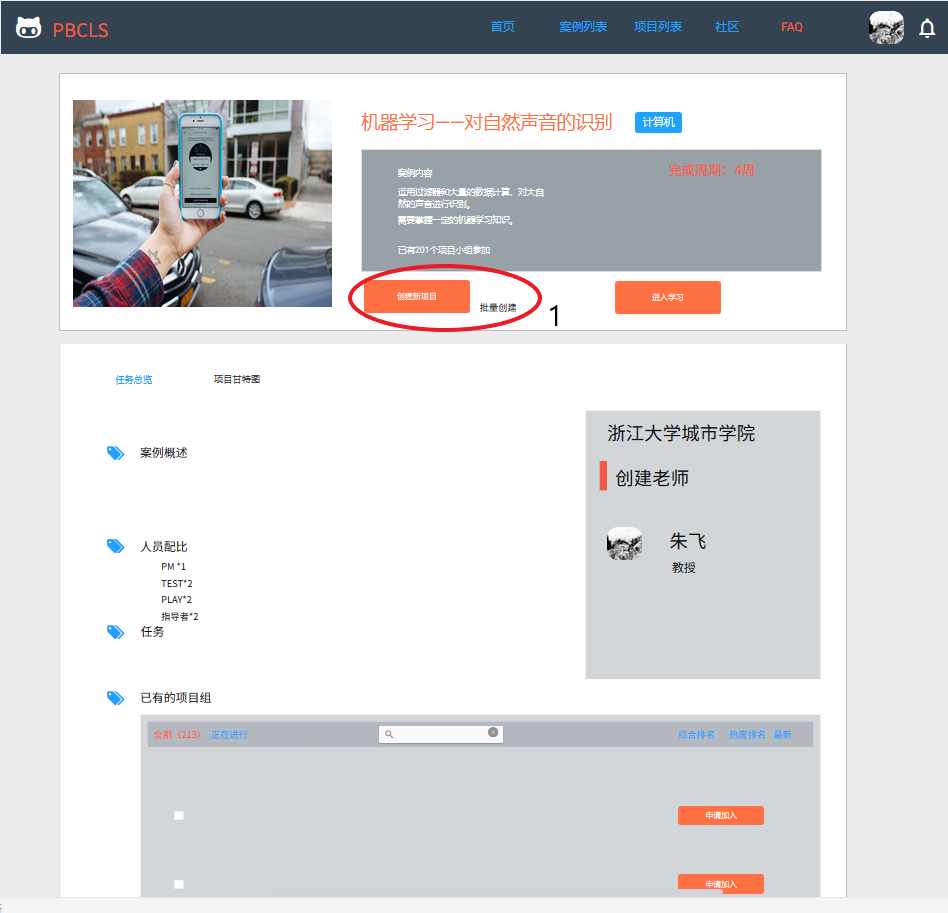 PBCLS
首页
案例列表
项目列表
社区
FAQ
机器学习——对自然声音的识别
计算机
案例内容
完成周期：4周
运用过滤器和大量的数据计算、对大自
然的声音进行识别。
需要掌握一定的机器学习知识。
已有201个项目小组参加
创建新项目
批量创建
1
进入学习
任务总览
项目甘特图
浙江大学城市学院
案例概述
创建老师
朱飞
人员配比
教授
PM *1
TEST*2
PLAY*2
指导者*2
任务
已有的项目组
全部（213）
正在进行
综合排名
热度排名
最新
申请加入
申请加入